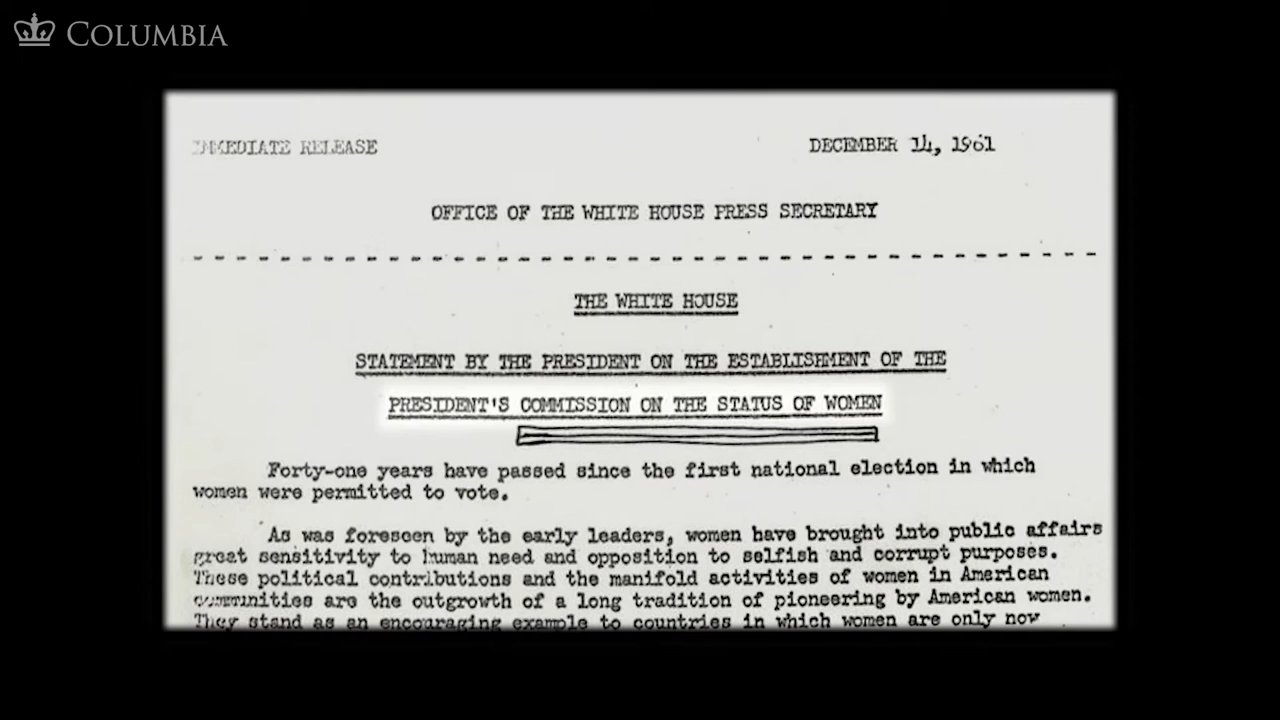 COLUMBIA
IMMEDIATE RELEASE
DECEMBER 14, 1961
OFFICE OF THE WHITE HOUSE PRESS SECRETARY
THE WHITE HOUSE
STATEMENT BY THE PRESIDENT ON THE ESTABLISHMENT OF THE
PRESIDENT'S COMMISSION ON THE STATUS OF WOMEN
Forty-one years have passed since the first national election in which
women were permitted to vote.
As was foreseen by the early leaders, women have brought into public affairs
great sensitivity to human need and opposition to selfish and corrupt purposes.
These political contributions and the manifold activities of women in American
communities are the outgrowth of a long tradition of pioneering by American women.
They stand as an encouraging example to countries in which women are only now